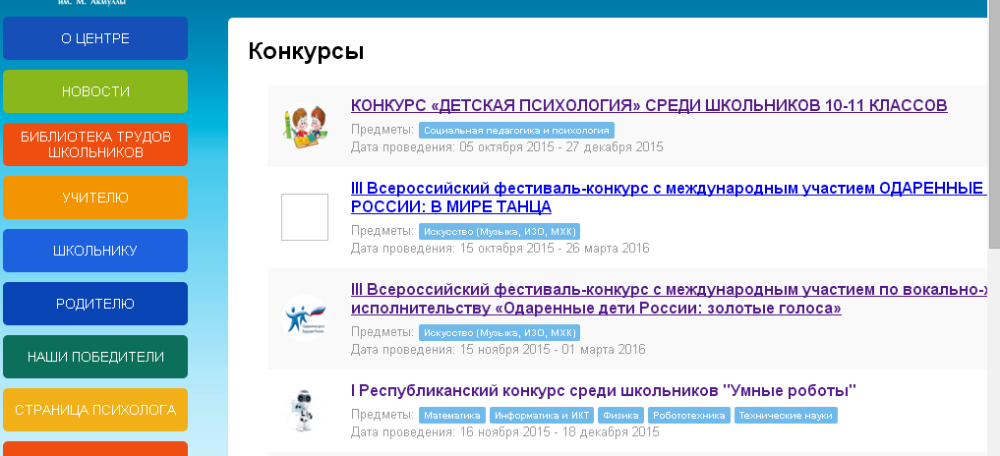 им. М. Акмуллы
О ЦЕНТРЕ
НОВОСТИ
БИБЛИОТЕКА ТРУДОВ
ШКОЛЬНИКОВ
УЧИТЕЛЮ
ШКОЛЬНИКУ
РОДИТЕЛЮ
НАШИ ПОБЕДИТЕЛИ
СТРАНИЦА ПСИХОЛОГА
Конкурсы
КОНКУРС «ДЕТСКАЯ ПСИХОЛОГИЯ» СРЕДИ ШКОЛЬНИКОВ 10-11 КЛАССОВ
Предметы: Социальная педагогика и психология
Дата проведения: 05 октября 2015 - 27 декабря 2015
III Всероссийский фестиваль-конкурс с международным участием ОДАРЕННЫЕ
РОССИИ: В МИРЕ ТАНЦА
Предметы: Искусство (Музыка, ИЗО, МХК)
Дата проведения: 15 октября 2015 - 26 марта 2016
III Всероссийский фестиваль-конкурс с международным участием по вокально-
исполнительству «Одаренные дети России: золотые голоса»
Предметы: Искусство (Музыка, ИЗО, МХК)
Дата проведения: 15 ноября 2015 - 01 марта 2016
I Республиканский конкурс среди школьников "Умные роботы"
Предметы: Математика Информатика и ИКТ Физика Робототехника Технические науки
Дата проведения: 16 ноября 2015 - 18 декабря 2015